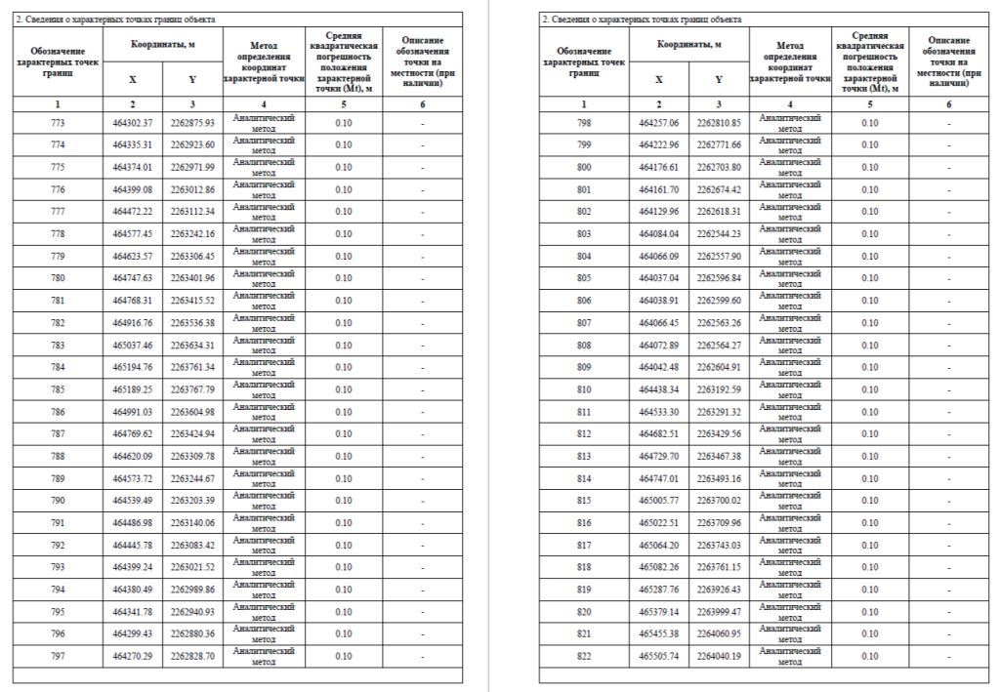 2. Сведения о характерных точках границ объекта
Обозначение характерных точек границ | Координаты, м | Метод определения координат характерной точки | Средняя квадратическая погрешность положения характерной точки (Mt), м | Описание обозначения точки на местности (при наличии)
X | Y
1 | 2 | 3 | 4 | 5 | 6
773 | 464302.37 | 2262875.93 | Аналитический метод | 0.10 | -
774 | 464335.31 | 2262923.60 | Аналитический метод | 0.10 | -
775 | 464374.01 | 2262971.99 | Аналитический метод | 0.10 | -
776 | 464399.08 | 2263012.86 | Аналитический метод | 0.10 | -
777 | 464472.22 | 2263112.34 | Аналитический метод | 0.10 | -
778 | 464577.45 | 2263242.16 | Аналитический метод | 0.10 | -
779 | 464623.57 | 2263306.45 | Аналитический метод | 0.10 | -
780 | 464747.63 | 2263401.96 | Аналитический метод | 0.10 | -
781 | 464768.31 | 2263415.52 | Аналитический метод | 0.10 | -
782 | 464916.76 | 2263536.38 | Аналитический метод | 0.10 | -
783 | 465037.46 | 2263634.31 | Аналитический метод | 0.10 | -
784 | 465194.76 | 2263761.34 | Аналитический метод | 0.10 | -
785 | 465189.25 | 2263767.79 | Аналитический метод | 0.10 | -
786 | 464991.03 | 2263604.98 | Аналитический метод | 0.10 | -
787 | 464769.62 | 2263424.94 | Аналитический метод | 0.10 | -
788 | 464620.09 | 2263309.78 | Аналитический метод | 0.10 | -
789 | 464573.72 | 2263244.67 | Аналитический метод | 0.10 | -
790 | 464539.49 | 2263203.39 | Аналитический метод | 0.10 | -
791 | 464486.98 | 2263140.06 | Аналитический метод | 0.10 | -
792 | 464445.78 | 2263083.42 | Аналитический метод | 0.10 | -
793 | 464399.24 | 2263021.52 | Аналитический метод | 0.10 | -
794 | 464380.49 | 2262989.86 | Аналитический метод | 0.10 | -
795 | 464341.78 | 2262940.93 | Аналитический метод | 0.10 | -
796 | 464299.43 | 2262880.36 | Аналитический метод | 0.10 | -
797 | 464270.29 | 2262828.70 | Аналитический метод | 0.10 | -
2. Сведения о характерных точках границ объекта
Обозначение характерных точек границ | Координаты, м | Метод определения координат характерной точки | Средняя квадратическая погрешность положения характерной точки (Mt), м | Описание обозначения точки на местности (при наличии)
X | Y
1 | 2 | 3 | 4 | 5 | 6
798 | 464257.06 | 2262810.85 | Аналитический метод | 0.10 | -
799 | 464222.96 | 2262771.66 | Аналитический метод | 0.10 | -
800 | 464176.61 | 2262703.80 | Аналитический метод | 0.10 | -
801 | 464161.70 | 2262674.42 | Аналитический метод | 0.10 | -
802 | 464129.96 | 2262618.31 | Аналитический метод | 0.10 | -
803 | 464084.04 | 2262544.23 | Аналитический метод | 0.10 | -
804 | 464066.09 | 2262557.90 | Аналитический метод | 0.10 | -
805 | 464037.04 | 2262596.84 | Аналитический метод | 0.10 | -
806 | 464038.91 | 2262599.60 | Аналитический метод | 0.10 | -
807 | 464066.45 | 2262563.26 | Аналитический метод | 0.10 | -
808 | 464072.89 | 2262564.27 | Аналитический метод | 0.10 | -
809 | 464042.48 | 2262604.91 | Аналитический метод | 0.10 | -
810 | 464438.34 | 2263192.59 | Аналитический метод | 0.10 | -
811 | 464533.30 | 2263291.32 | Аналитический метод | 0.10 | -
812 | 464682.51 | 2263429.56 | Аналитический метод | 0.10 | -
813 | 464729.70 | 2263467.38 | Аналитический метод | 0.10 | -
814 | 464747.01 | 2263493.16 | Аналитический метод | 0.10 | -
815 | 465005.77 | 2263700.02 | Аналитический метод | 0.10 | -
816 | 465022.51 | 2263709.96 | Аналитический метод | 0.10 | -
817 | 465064.20 | 2263743.03 | Аналитический метод | 0.10 | -
818 | 465082.26 | 2263761.15 | Аналитический метод | 0.10 | -
819 | 465287.76 | 2263926.43 | Аналитический метод | 0.10 | -
820 | 465379.14 | 2263999.47 | Аналитический метод | 0.10 | -
821 | 465455.38 | 2264060.95 | Аналитический метод | 0.10 | -
822 | 465505.74 | 2264040.19 | Аналитический метод | 0.10 | -